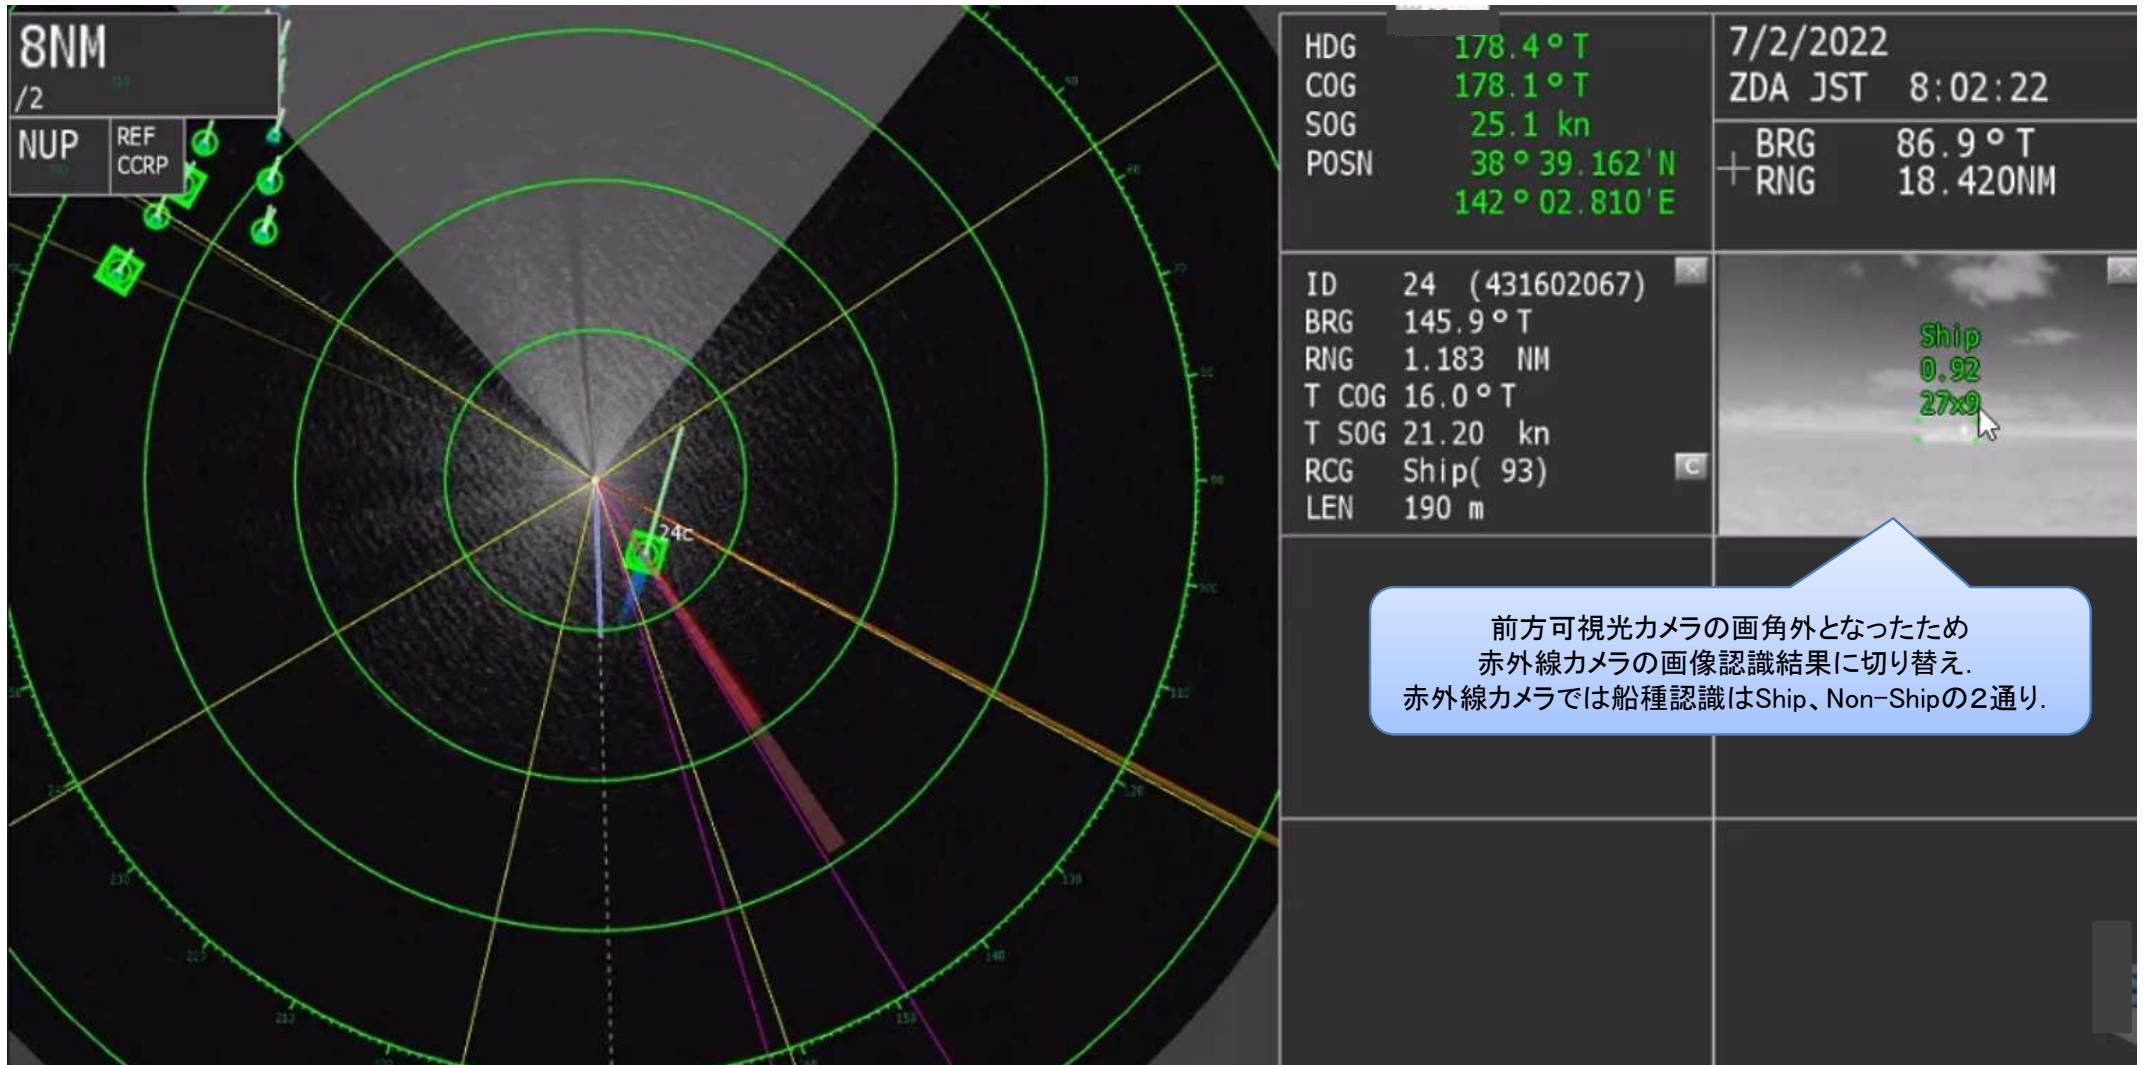 8NM
/2
NUP
REF
CCRP
24c
HDG 178.4°T
COG 178.1°T
SOG 25.1 kn
POSN 38°39.162'N
142°02.810'E
7/2/2022
ZDA JST 8:02:22
BRG 86.9°T
RNG 18.420NM
ID 24 (431602067)
BRG 145.9°T
RNG 1.183 NM
T COG 16.0°T
T SOG 21.20 kn
RCG Ship( 93)
C
LEN 190 m
Ship
0.92
27x9
前方可視光カメラの画角外となったため
赤外線カメラの画像認識結果に切り替え.
赤外線カメラでは船種認識はShip、Non-Shipの２通り.
120
130
140
150